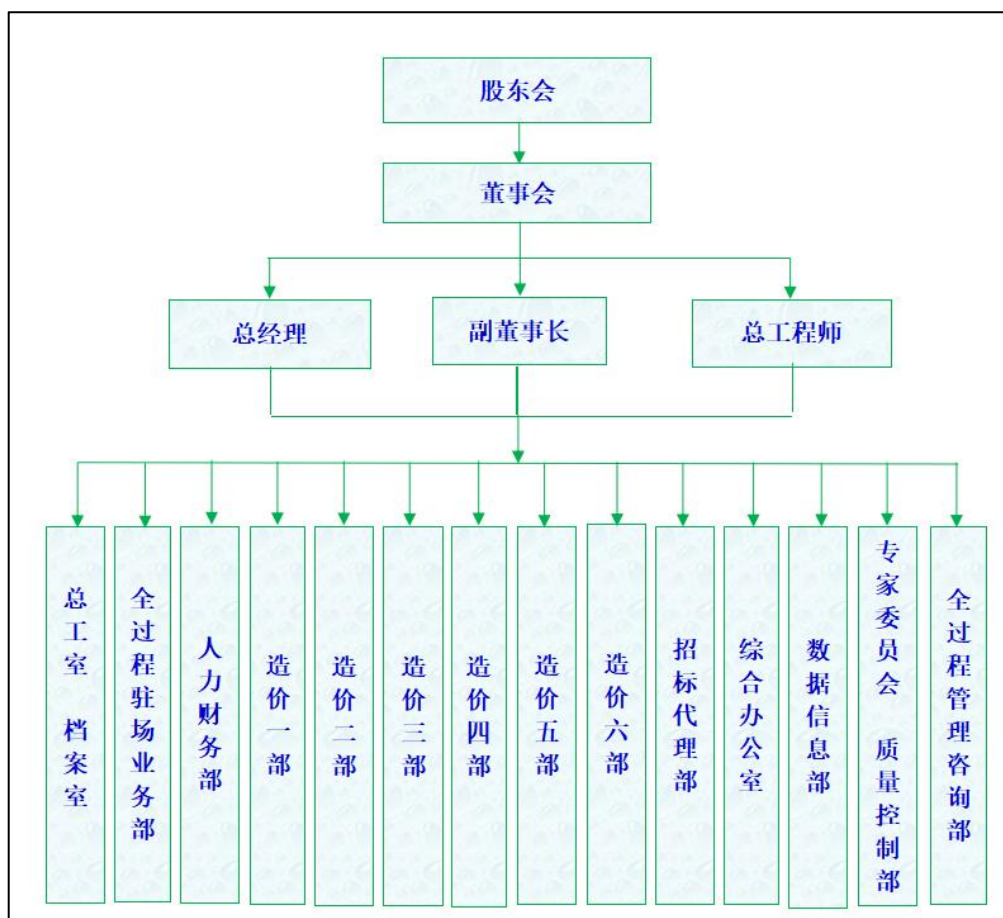 股东会
董事会
总经理
副董事长
总工程师
总工室 档案室
全过程驻场业务部
人力财务部
造价一部
造价二部
造价三部
造价四部
造价五部
造价六部
招标代理部
综合办公室
数据信息部
专家委员会 质量控制部
全过程管理咨询部